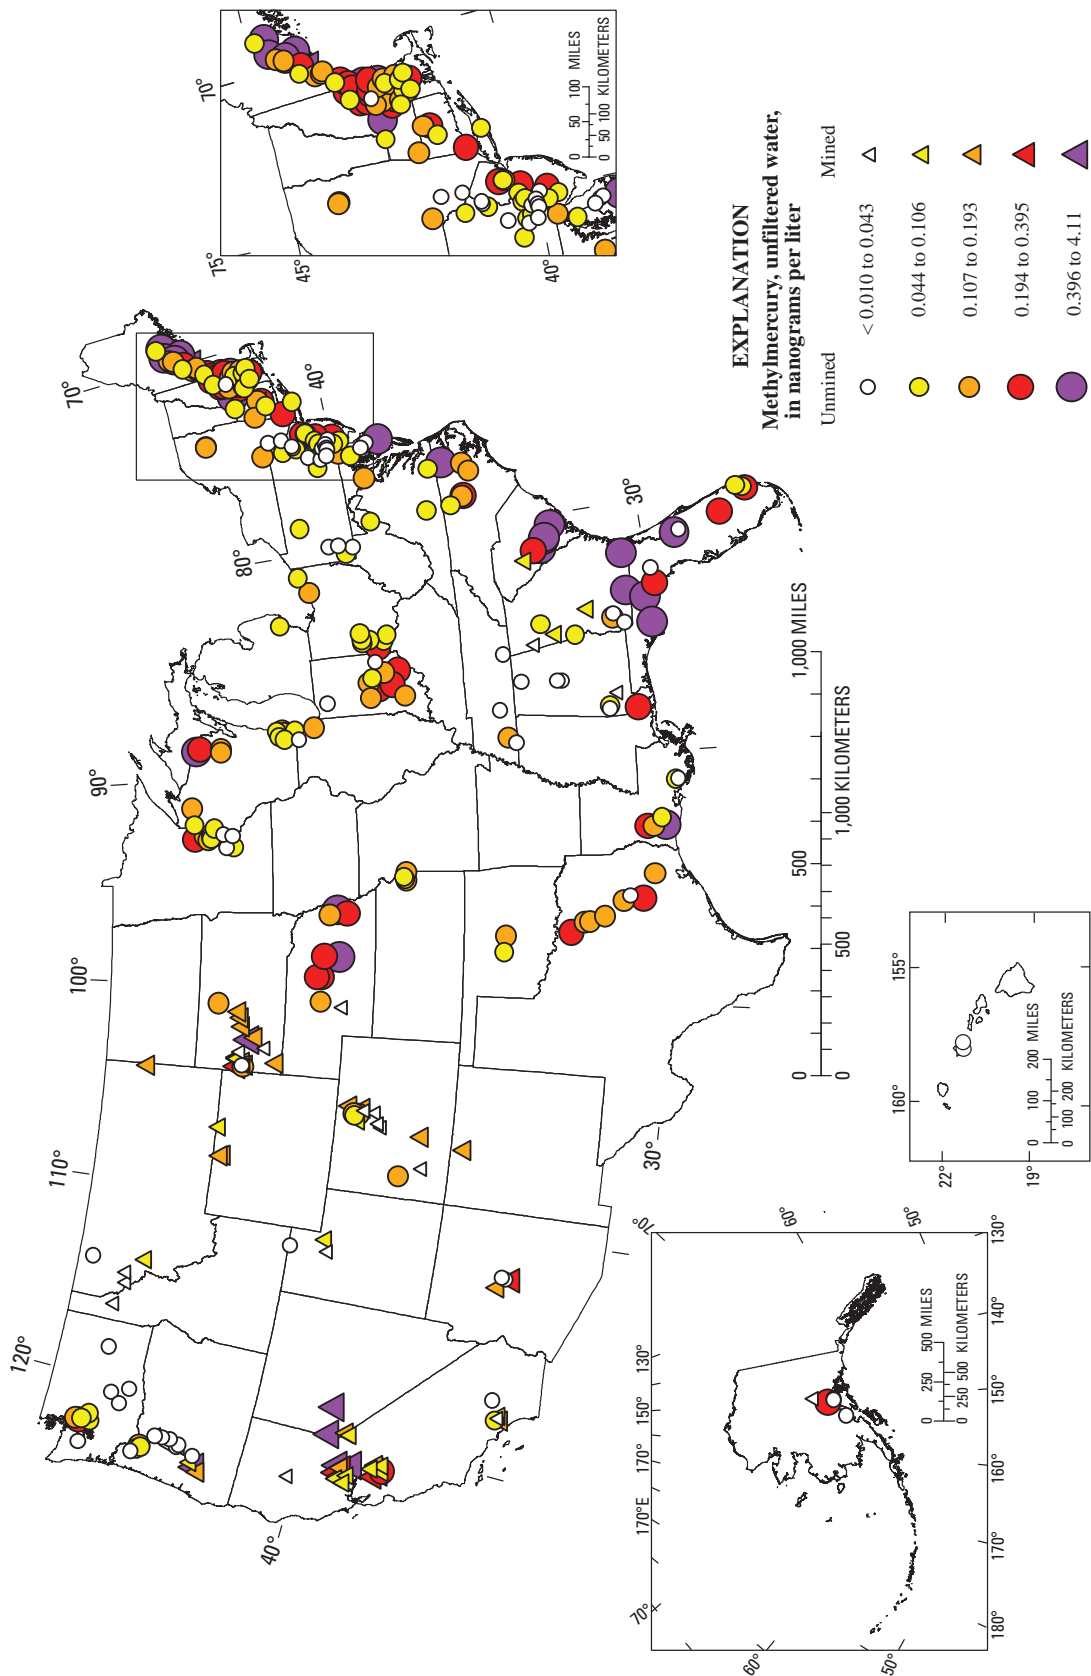 120°
110°
100°
90°
80°
70°
40°
40°
30°
30°
75°
70°
45°
40°
0 50 100 MILES
0 50 100 KILOMETERS
0 500 1,000 MILES
0 500 1,000 KILOMETERS
EXPLANATION
Methylmercury, unfiltered water,
in nanograms per liter
Unmined Mined
< 0.010 to 0.043
0.044 to 0.106
0.107 to 0.193
0.194 to 0.395
0.396 to 4.11
170°E 170° 160° 150° 130°
70°
70°
60°
60°
50°
50°
180° 170° 160° 150° 140° 130°
0 250 500 MILES
0 250 500 KILOMETERS
160° 155°
22°
19°
0 100 200 MILES
0 100 200 KILOMETERS